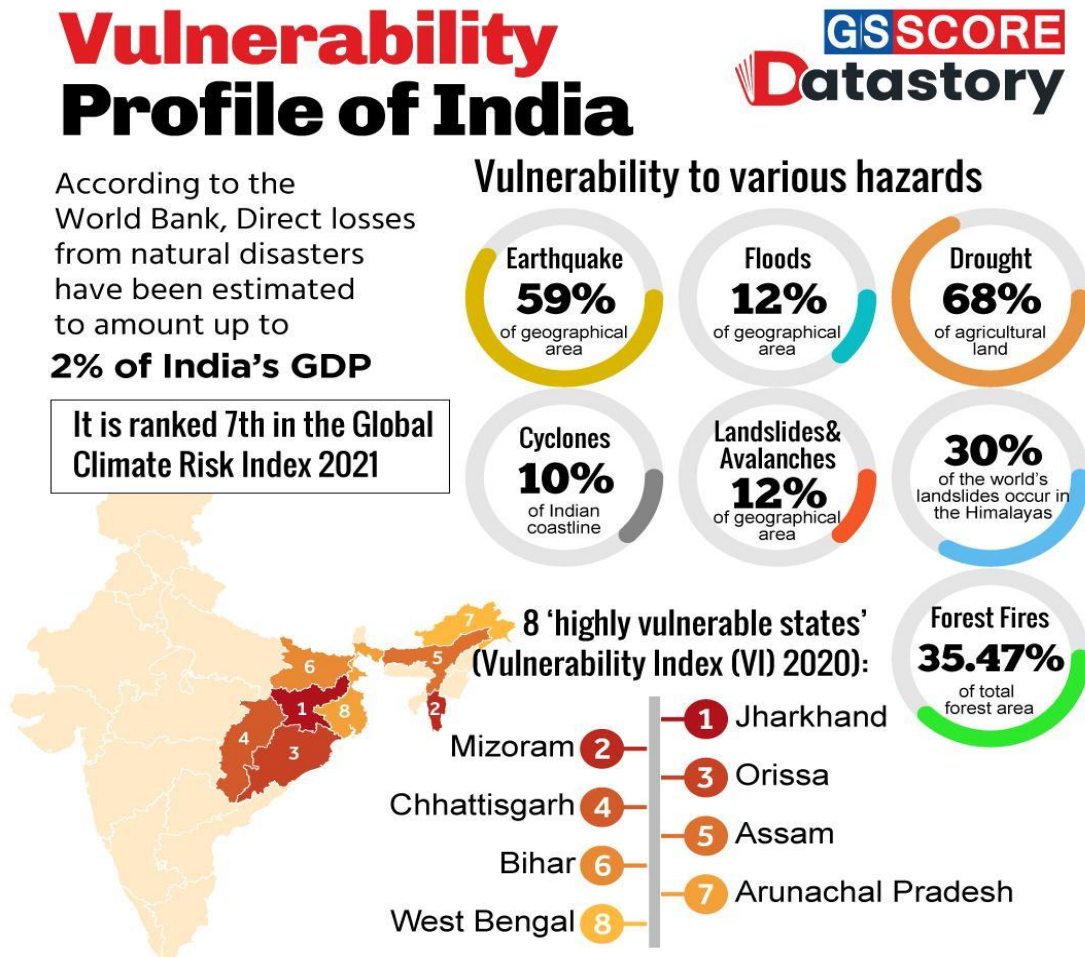 Vulnerability
Profile of India
GSSCORE
Datastory
According to the
World Bank, Direct losses
from natural disasters
have been estimated
to amount up to
2% of India's GDP
It is ranked 7th in the Global
Climate Risk Index 2021
Vulnerability to various hazards
Earthquake
59%
of geographical
area
Floods
12%
of geographical
area
Drought
68%
of agricultural
land
Cyclones
10%
of Indian
coastline
Landslides&
Avalanches
12%
of geographical
area
30%
of the world's
landslides occur in
the Himalayas
Forest Fires
35.47%
of total
forest area
8 ‘highly vulnerable states’
(Vulnerability Index (VI) 2020):
7
5
6
1
2
8
4
3
1 Jharkhand
Mizoram 2
3 Orissa
Chhattisgarh 4
5 Assam
Bihar 6
7 Arunachal Pradesh
West Bengal 8